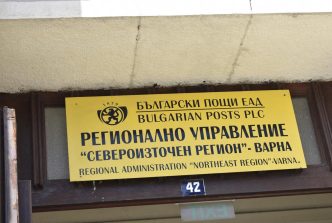 БЪЛГАРСКИ ПОЩИ ЕАД
BULGARIAN POSTS PLC
РЕГИОНАЛНО УПРАВЛЕНИЕ
"СЕВЕРОИЗТОЧЕН РЕГИОН"- ВАРНА
REGIONAL ADMINISTRATION "NORTHEAST REGION"-VARNA
42